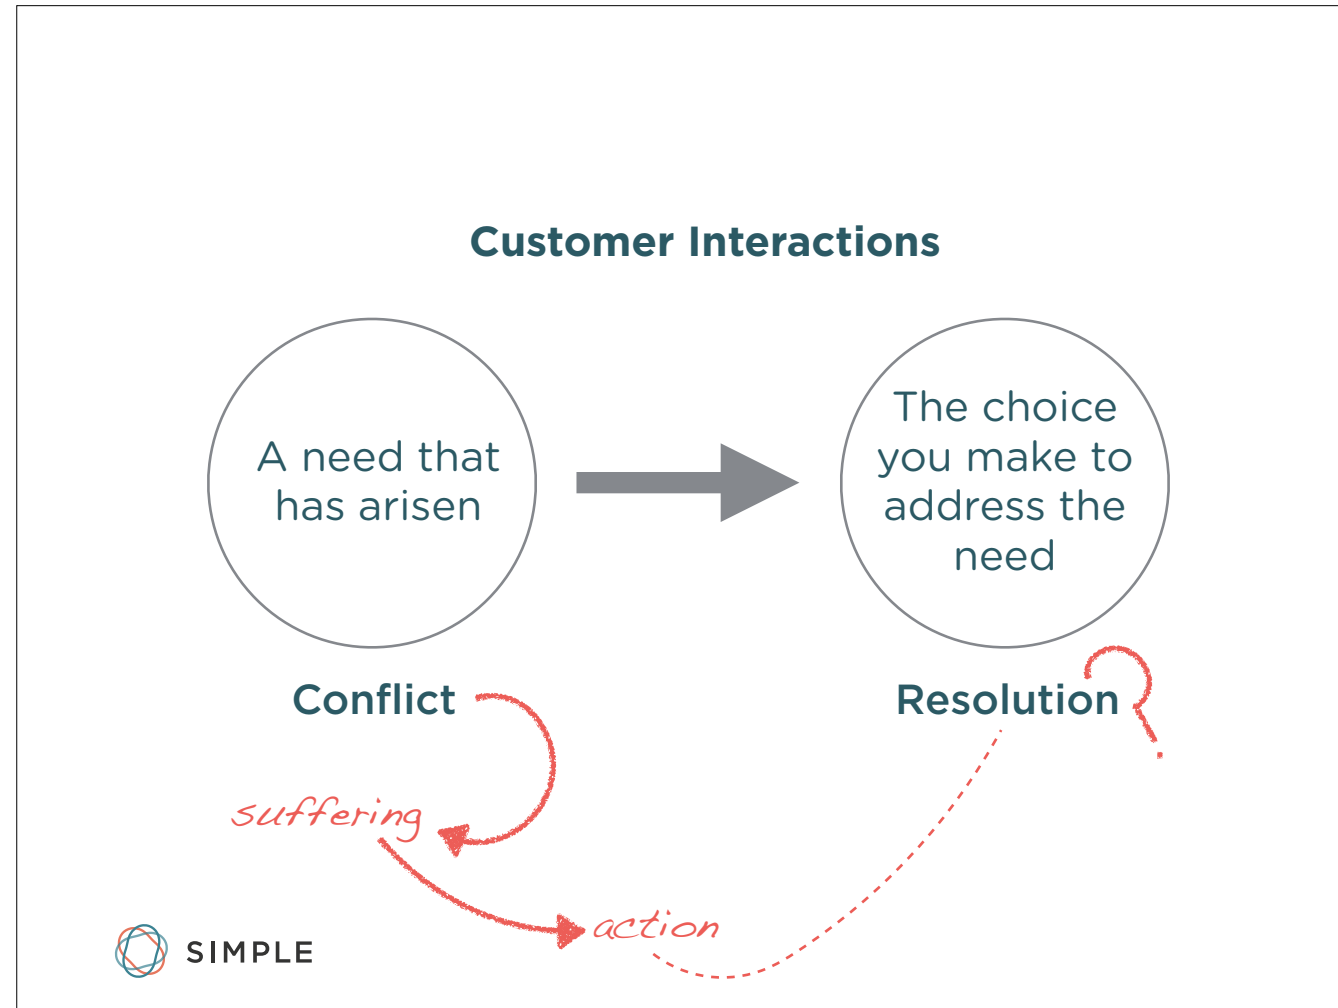 Customer Interactions
A need that
has arisen
The choice
you make to
address the
need
Conflict
Resolution
?
suffering
action
SIMPLE